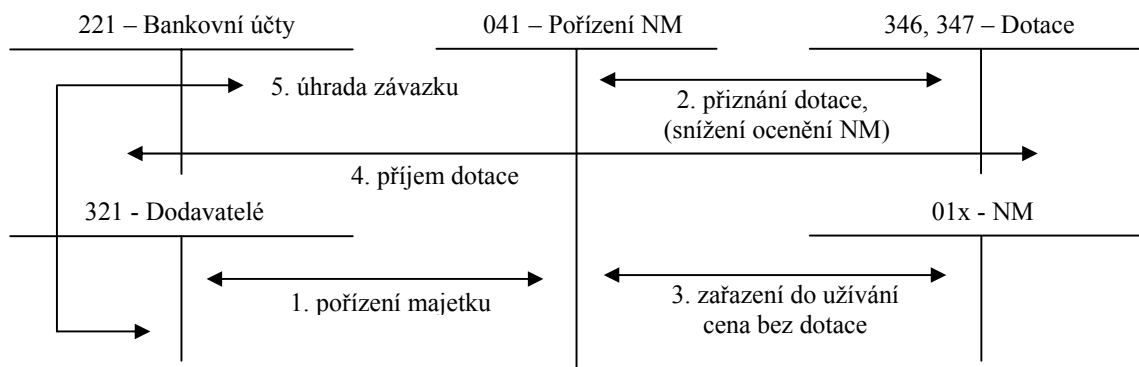 221 – Bankovní účty
041 – Pořízení NM
346, 347 – Dotace
5. úhrada závazku
2. přiznání dotace,
(snížení ocenění NM)
4. příjem dotace
321 - Dodavatelé
01x - NM
1. pořízení majetku
3. zařazení do užívání
cena bez dotace